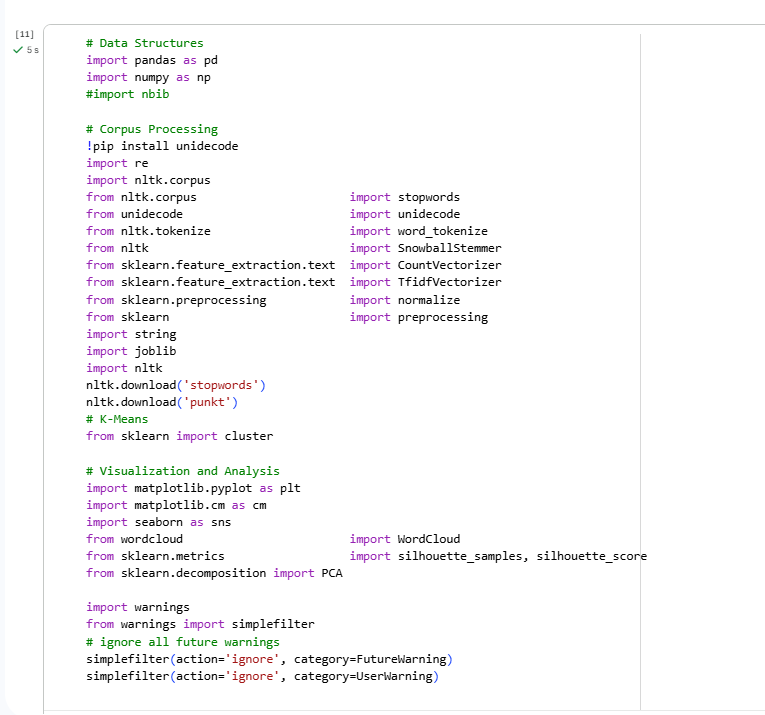 [11]
5 s
# Data Structures
import pandas as pd
import numpy as np
#import nbib
# Corpus Processing
!pip install unidecode
import re
import nltk.corpus
from nltk.corpus import stopwords
from unidecode import unidecode
from nltk.tokenize import word_tokenize
from nltk import SnowballStemmer
from sklearn.feature_extraction.text import CountVectorizer
from sklearn.feature_extraction.text import TfidfVectorizer
from sklearn.preprocessing import normalize
from sklearn import preprocessing
import string
import joblib
import nltk
nltk.download('stopwords')
nltk.download('punkt')
# K-Means
from sklearn import cluster
# Visualization and Analysis
import matplotlib.pyplot as plt
import matplotlib.cm as cm
import seaborn as sns
from wordcloud import WordCloud
from sklearn.metrics import silhouette_samples, silhouette_score
from sklearn.decomposition import PCA
import warnings
from warnings import simplefilter
# ignore all future warnings
simplefilter(action='ignore', category=FutureWarning)
simplefilter(action='ignore', category=UserWarning)